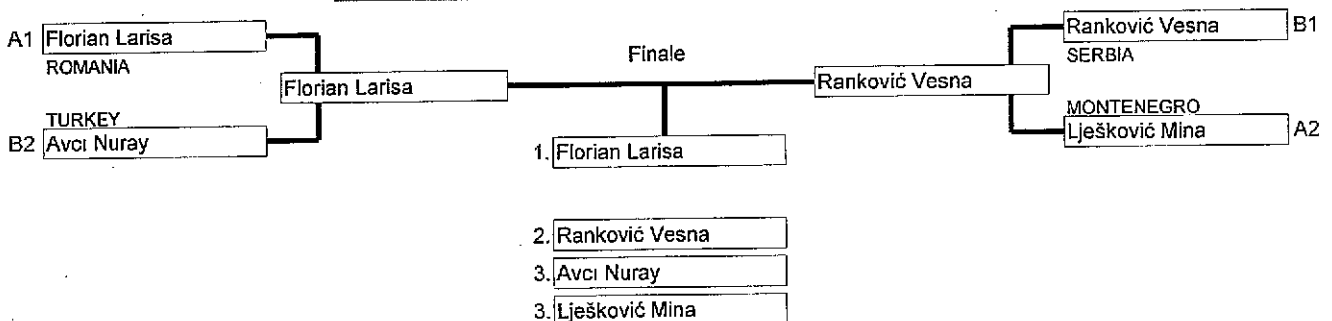 A1 Florian Larisa
ROMANIA
Florian Larisa
TURKEY
B2 Avcı Nuray
Finale
Ranković Vesna B1
SERBIA
Ranković Vesna
MONTENEGRO
Lješković Mina A2
1. Florian Larisa
2. Ranković Vesna
3. Avcı Nuray
3. Lješković Mina